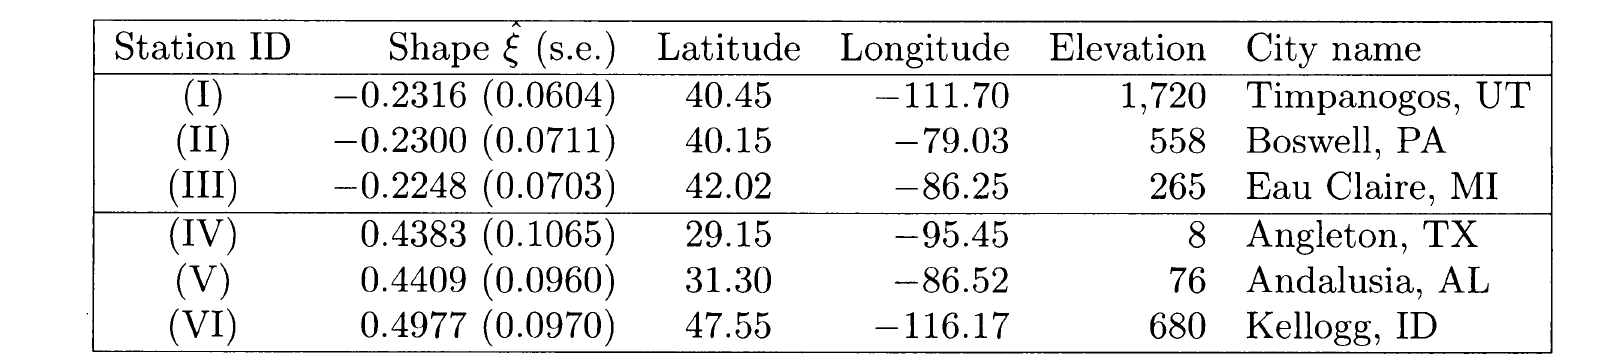 Station ID Shape ξ̂ (s.e.) Latitude Longitude Elevation City name
(I) −0.2316 (0.0604) 40.45 −111.70 1,720 Timpanogos, UT
(II) −0.2300 (0.0711) 40.15 −79.03 558 Boswell, PA
(III) −0.2248 (0.0703) 42.02 −86.25 265 Eau Claire, MI
(IV) 0.4383 (0.1065) 29.15 −95.45 8 Angleton, TX
(V) 0.4409 (0.0960) 31.30 −86.52 76 Andalusia, AL
(VI) 0.4977 (0.0970) 47.55 −116.17 680 Kellogg, ID